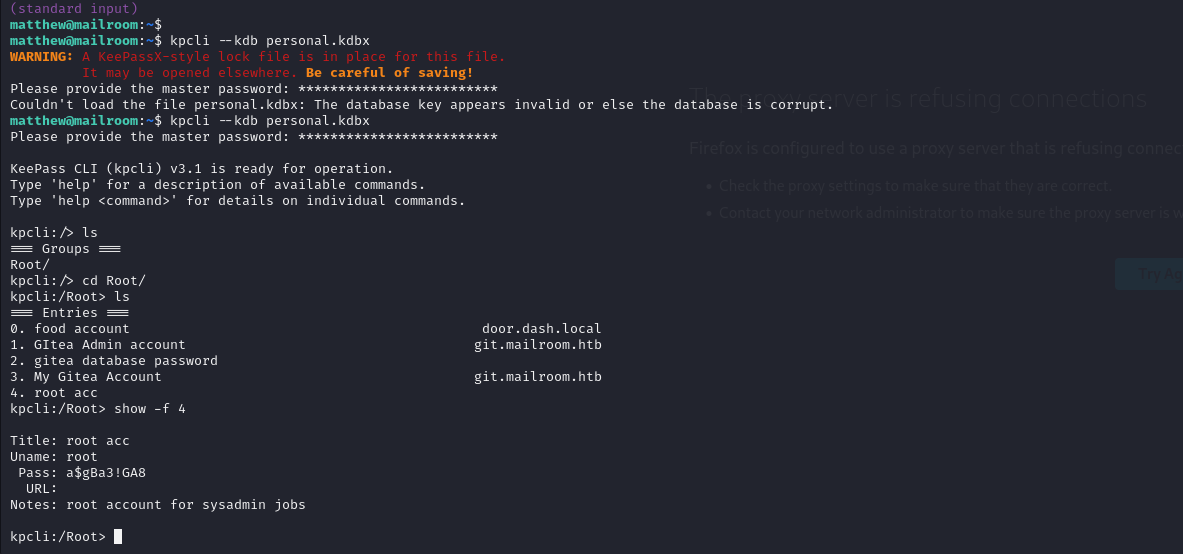 (standard input)
matthew@mailroom:~$
matthew@mailroom:~$ kpcli --kdb personal.kdbx
WARNING: A KeePassX-style lock file is in place for this file.
It may be opened elsewhere. Be careful of saving!
Please provide the master password: *************************
Couldn't load the file personal.kdbx: The database key appears invalid or else the database is corrupt.
matthew@mailroom:~$ kpcli --kdb personal.kdbx
Please provide the master password: *************************
KeePass CLI (kpcli) v3.1 is ready for operation.
Type 'help' for a description of available commands.
Type 'help <command>' for details on individual commands.
kpcli:/> ls
=== Groups ===
Root/
kpcli:/> cd Root/
kpcli:/Root> ls
=== Entries ===
0. food account door.dash.local
1. GItea Admin account git.mailroom.htb
2. gitea database password
3. My Gitea Account git.mailroom.htb
4. root acc
kpcli:/Root> show -f 4
Title: root acc
Uname: root
Pass: a$gBa3!GA8
URL:
Notes: root account for sysadmin jobs
kpcli:/Root>
The proxy server is refusing connections
Firefox is configured to use a proxy server that is refusing
• Check the proxy settings to make sure that they are correct.
• Contact your network administrator to make sure the proxy server is
Try